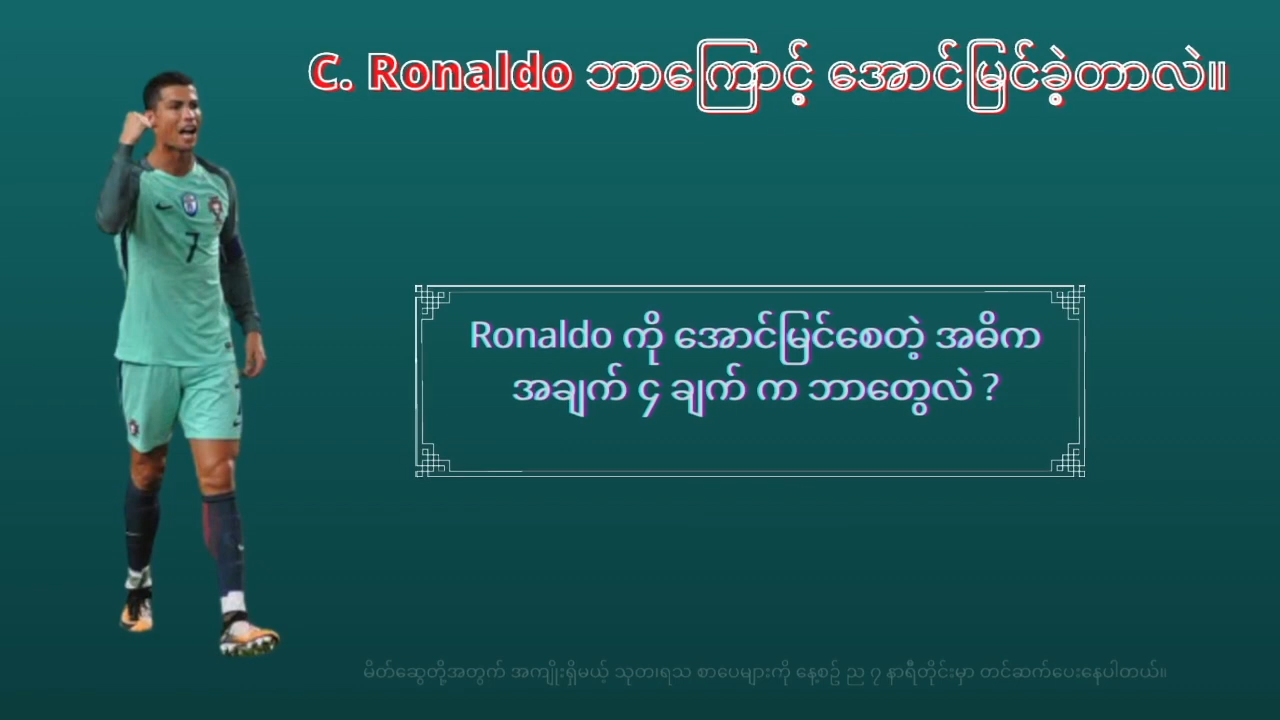 C. Ronaldo ဘာကြောင့် အောင်မြင်ခဲ့တာလဲ။
7
Ronaldo ကို အောင်မြင်စေတဲ့ အဓိက
အချက် ၄ ချက် က ဘာတွေလဲ ?
မိတ်ဆွေတို့အတွက် အကျိုးရှိမယ့် သုတ၊ရသ စာပေများကို နေ့စဉ် ည ၇ နာရီတိုင်းမှာ တင်ဆက်ပေးနေပါတယ်။